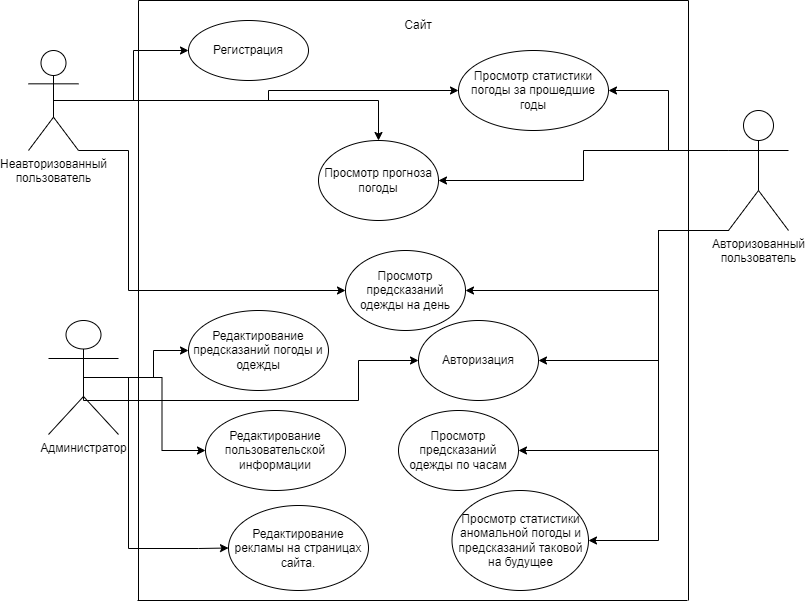 Сайт
Регистрация
Просмотр статистики
погоды за прошедшие
годы
Неавторизованный
пользователь
Просмотр прогноза
погоды
Авторизованный
пользователь
Просмотр
предсказаний
одежды на день
Редактирование
предсказаний погоды и
одежды
Авторизация
Администратор
Редактирование
пользовательской
информации
Просмотр
предсказаний
одежды по часам
Редактирование
рекламы на страницах
сайта.
Просмотр статистики
аномальной погоды и
предсказаний таковой
на будущее